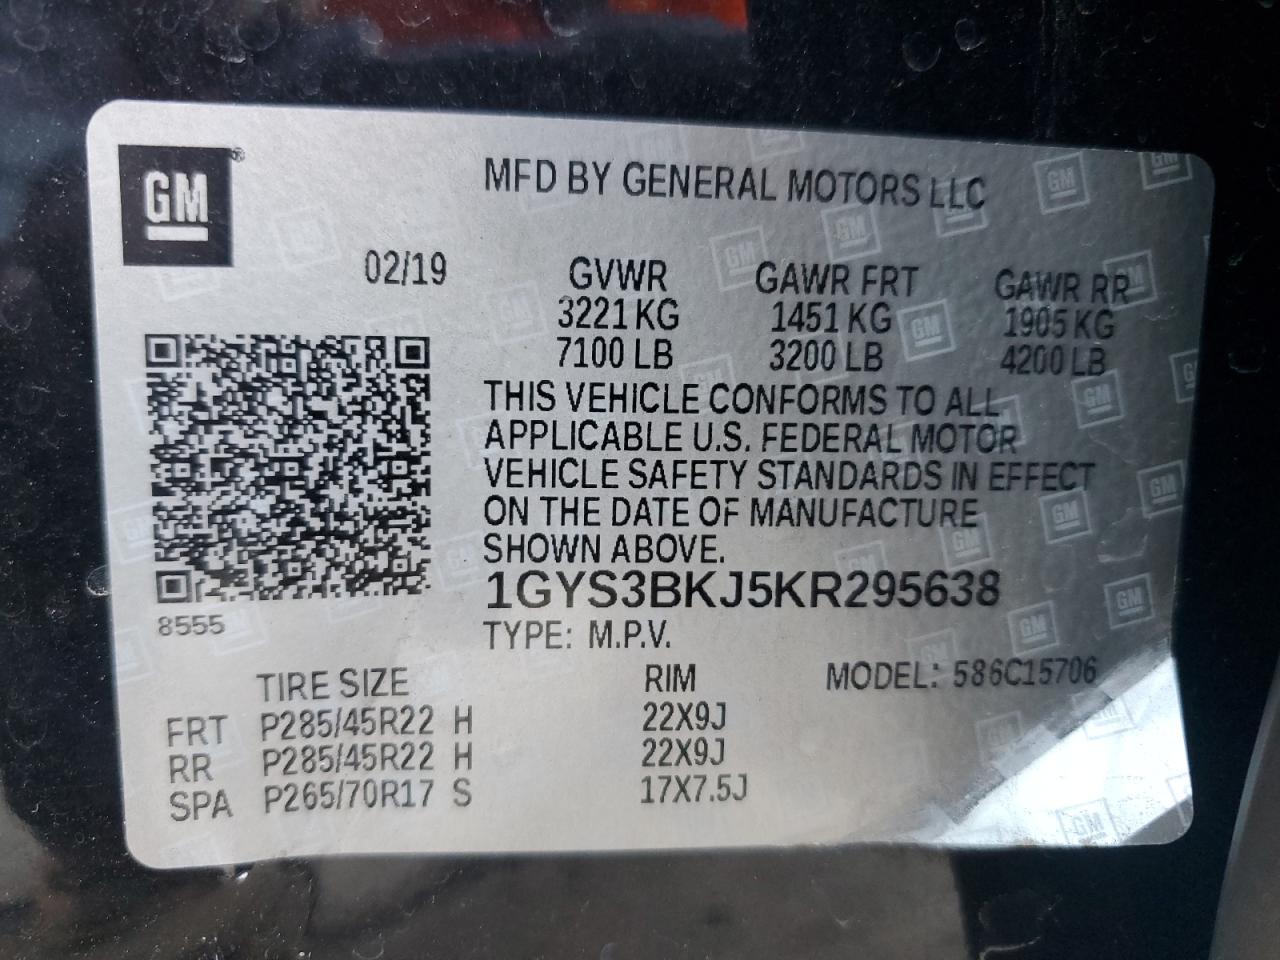 GM
MFD BY GENERAL MOTORS LLC
02/19
GVWR GAWR FRT GAWR RR
3221 KG 1451 KG 1905 KG
7100 LB 3200 LB 4200 LB
THIS VEHICLE CONFORMS TO ALL
APPLICABLE U.S. FEDERAL MOTOR
VEHICLE SAFETY STANDARDS IN EFFECT
ON THE DATE OF MANUFACTURE
SHOWN ABOVE.
1GYS3BKJ5KR295638
8555
TYPE: M.P.V.
TIRE SIZE RIM MODEL: 586C15706
FRT P285/45R22 H 22X9J
RR P285/45R22 H 22X9J
SPA P265/70R17 S 17X7.5J